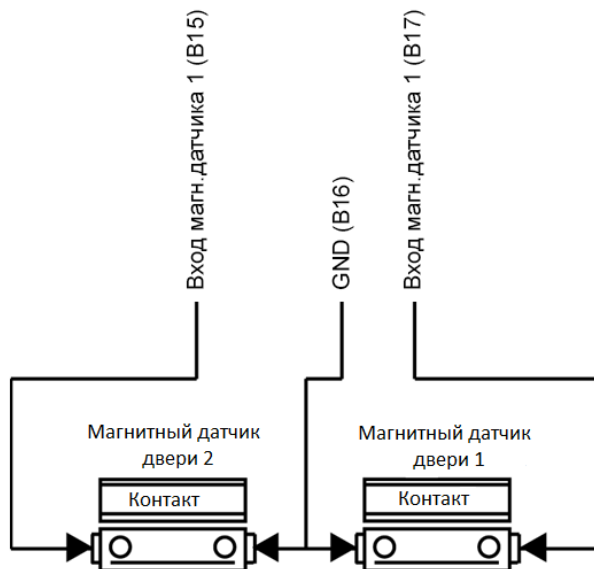 Вход магн.датчика 1 (B15)
GND (B16)
Вход магн.датчика 1 (B17)
Магнитный датчик
двери 2
Магнитный датчик
двери 1
Контакт
Контакт